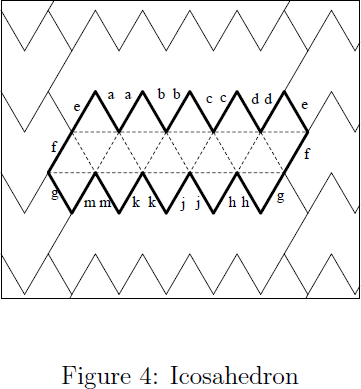 a a b b c c d d
e e
f f
g m m k k j j h h g
Figure 4: Icosahedron